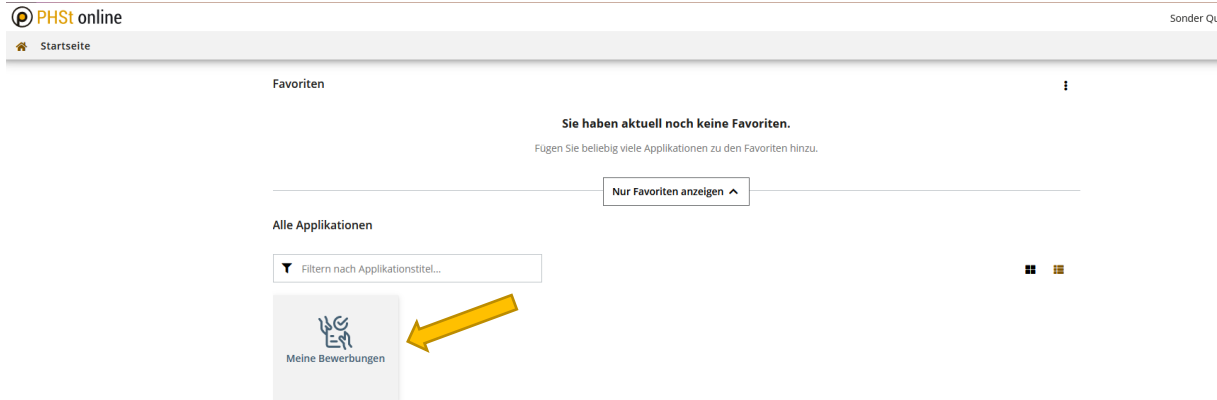 PHSt online
Sonder Qu
Startseite
Favoriten
Sie haben aktuell noch keine Favoriten.
Fügen Sie beliebig viele Applikationen zu den Favoriten hinzu.
Nur Favoriten anzeigen
Alle Applikationen
Filtern nach Applikationstitel...
Meine Bewerbungen